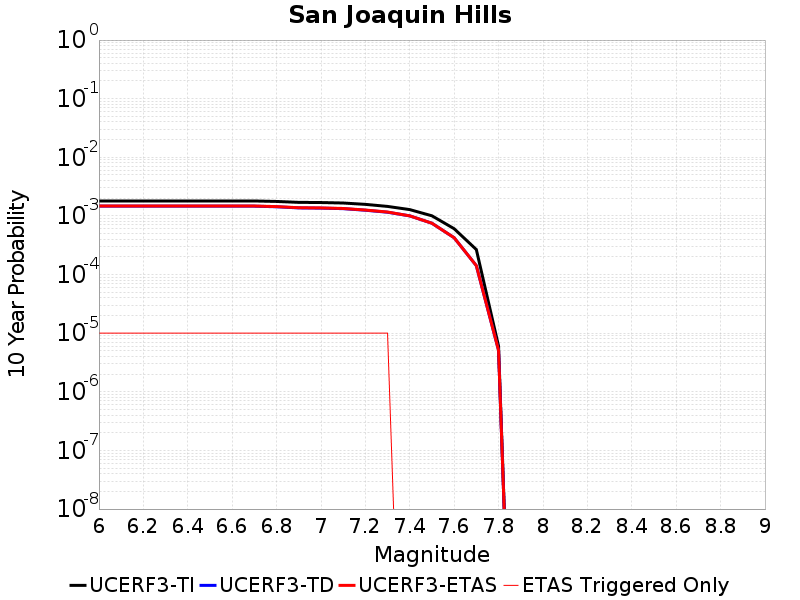 San Joaquin Hills
10^0
10^-1
10^-2
10^-3
10^-4
10^-5
10^-6
10^-7
10^-8
10 Year Probability
6 6.2 6.4 6.6 6.8 7 7.2 7.4 7.6 7.8 8 8.2 8.4 8.6 8.8 9
Magnitude
UCERF3-TI UCERF3-TD UCERF3-ETAS ETAS Triggered Only